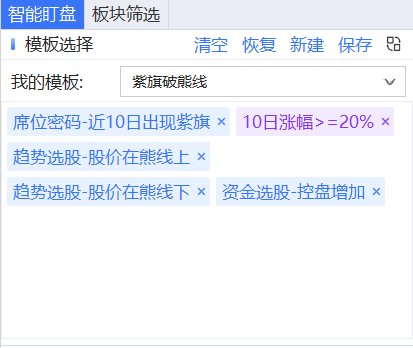 智能盯盘 板块筛选
模板选择 清空 恢复 新建 保存
我的模板: 紫旗破熊线
席位密码-近10日出现紫旗 × 10日涨幅>=20% ×
趋势选股-股价在熊线上 ×
趋势选股-股价在熊线下 × 资金选股-控盘增加 ×